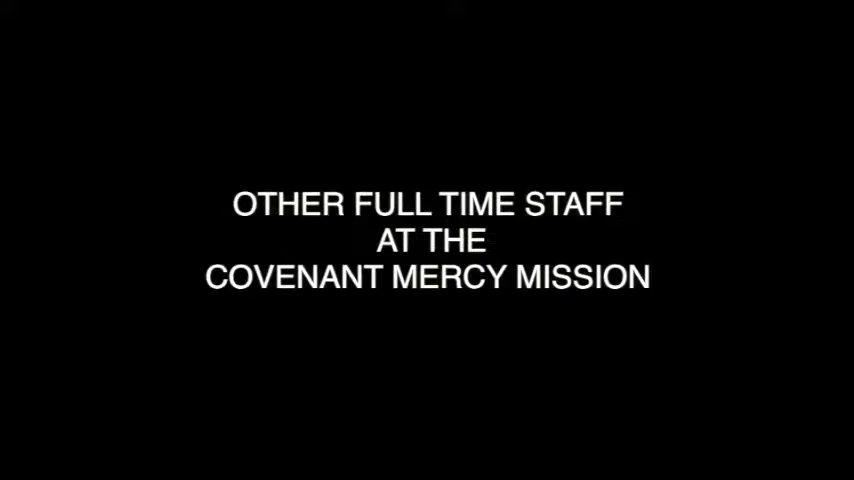 OTHER FULL TIME STAFF
AT THE
COVENANT MERCY MISSION